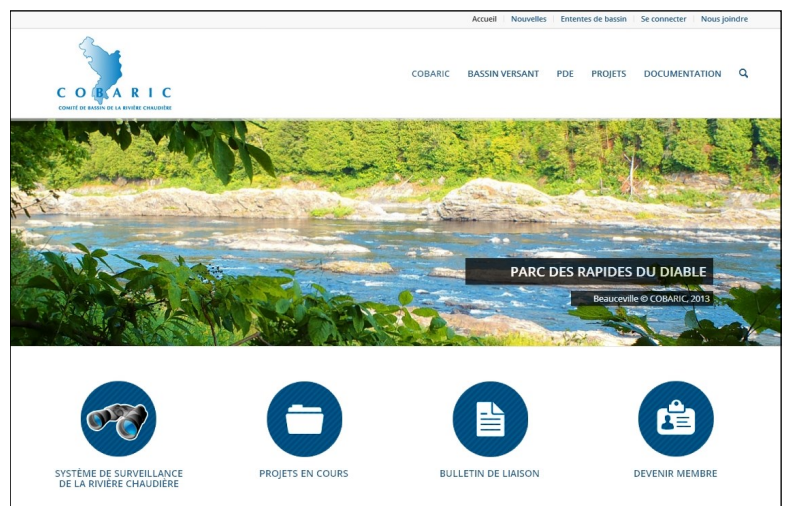 Accueil Nouvelles Ententes de bassin Se connecter Nous joindre
COBARIC
COMITÉ DE BASSIN DE LA RIVIÈRE CHAUDIÈRE
COBARIC BASSIN VERSANT PDE PROJETS DOCUMENTATION
PARC DES RAPIDES DU DIABLE
Beauceville © COBARIC, 2013
SYSTÈME DE SURVEILLANCE
DE LA RIVIÈRE CHAUDIÈRE
PROJETS EN COURS
BULLETIN DE LIAISON
DEVENIR MEMBRE